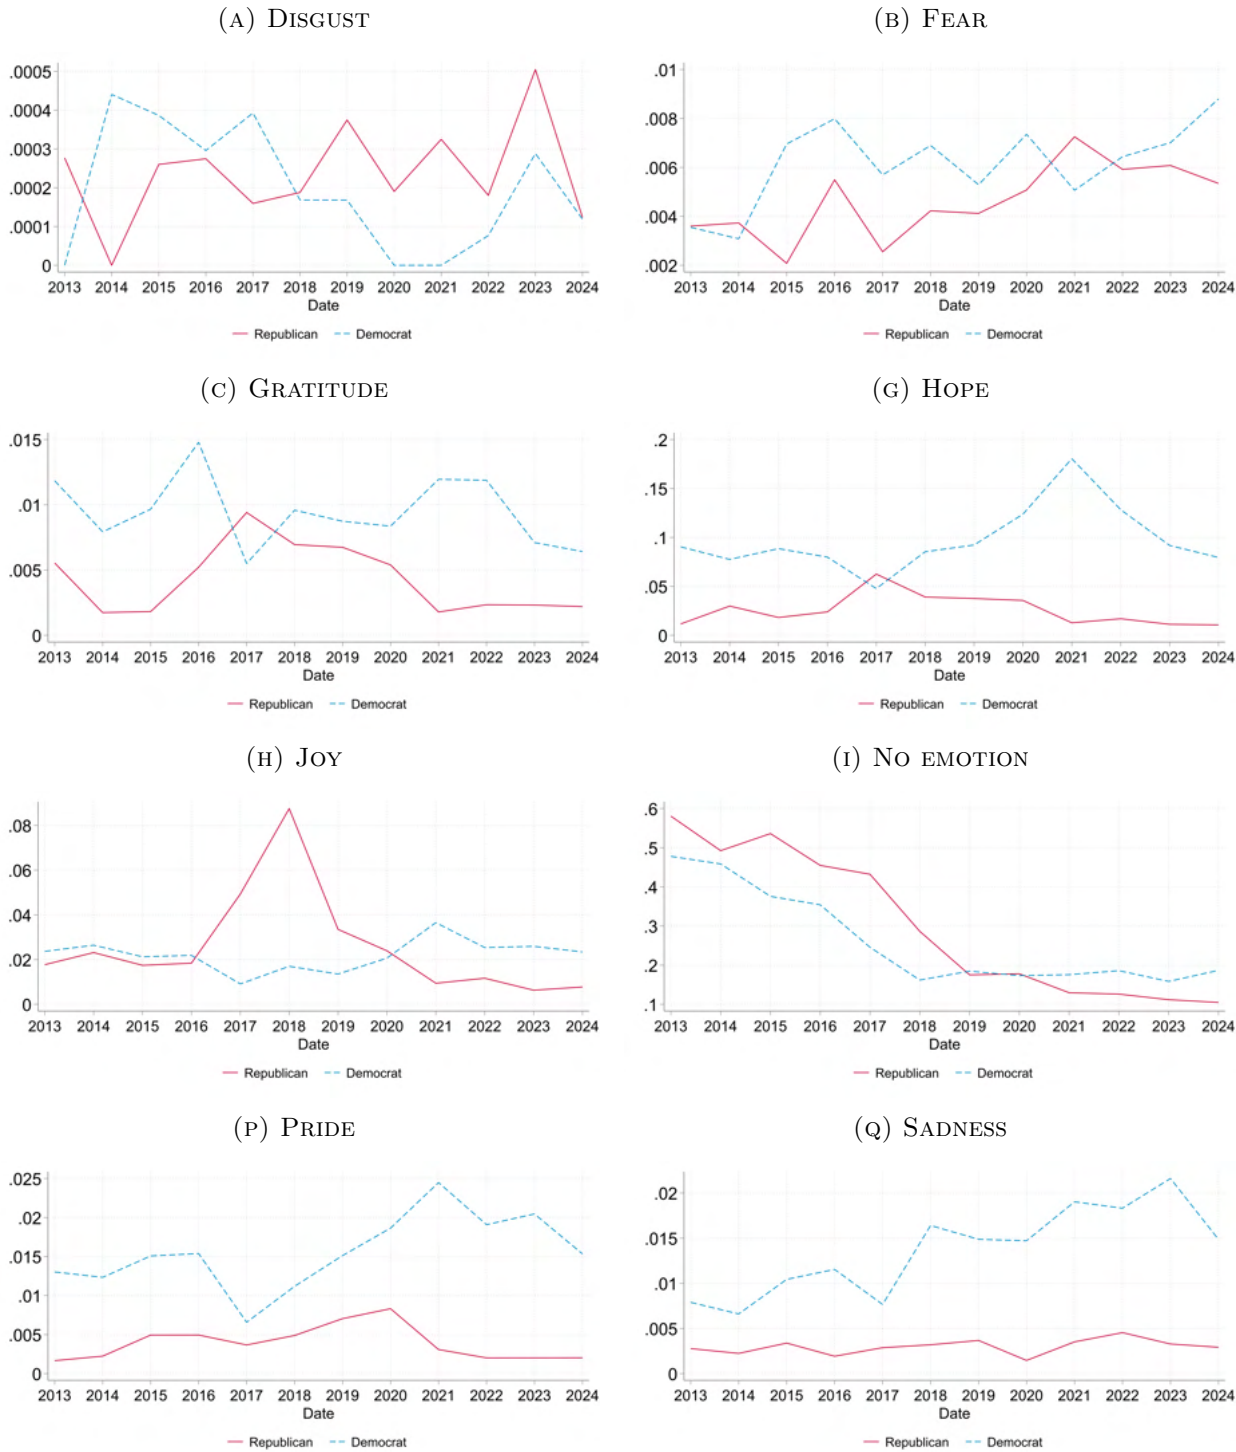 (A) DISGUST
.0005
.0004
.0003
.0002
.0001
0
2013 2014 2015 2016 2017 2018 2019 2020 2021 2022 2023 2024
Date
Republican Democrat
(B) FEAR
.01
.008
.006
.004
.002
2013 2014 2015 2016 2017 2018 2019 2020 2021 2022 2023 2024
Date
Republican Democrat
(C) GRATITUDE
.015
.01
.005
0
2013 2014 2015 2016 2017 2018 2019 2020 2021 2022 2023 2024
Date
Republican Democrat
(G) HOPE
.2
.15
.1
.05
0
2013 2014 2015 2016 2017 2018 2019 2020 2021 2022 2023 2024
Date
Republican Democrat
(H) JOY
.08
.06
.04
.02
0
2013 2014 2015 2016 2017 2018 2019 2020 2021 2022 2023 2024
Date
Republican Democrat
(I) NO EMOTION
.6
.5
.4
.3
.2
.1
2013 2014 2015 2016 2017 2018 2019 2020 2021 2022 2023 2024
Date
Republican Democrat
(P) PRIDE
.025
.02
.015
.01
.005
0
2013 2014 2015 2016 2017 2018 2019 2020 2021 2022 2023 2024
Date
Republican Democrat
(Q) SADNESS
.02
.015
.01
.005
0
2013 2014 2015 2016 2017 2018 2019 2020 2021 2022 2023 2024
Date
Republican Democrat